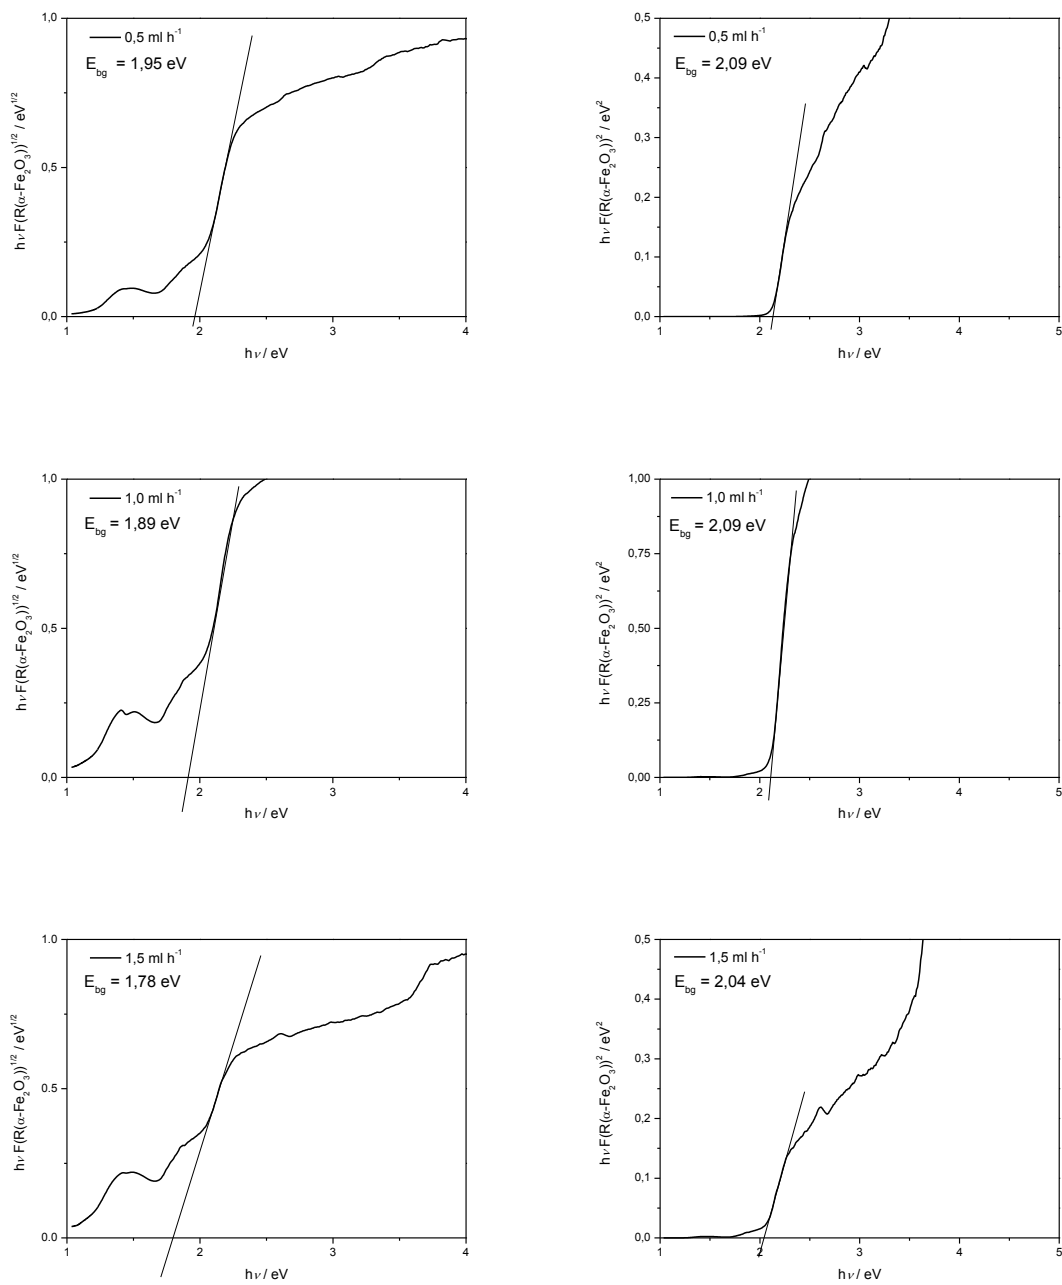 1,0
0,5 ml h⁻¹
E_bg = 1,95 eV
0,5
0,0
1 2 3 4
hν F(R(α-Fe₂O₃))^1/2 / eV^1/2
hν / eV
0,5
0,5 ml h⁻¹
E_bg = 2,09 eV
0,4
0,3
0,2
0,1
0,0
1 2 3 4 5
hν F(R(α-Fe₂O₃))² / eV²
hν / eV
1,0
1,0 ml h⁻¹
E_bg = 1,89 eV
0,5
0,0
1 2 3 4
hν F(R(α-Fe₂O₃))^1/2 / eV^1/2
hν / eV
1,00
1,0 ml h⁻¹
E_bg = 2,09 eV
0,75
0,50
0,25
0,00
1 2 3 4 5
hν F(R(α-Fe₂O₃))² / eV²
hν / eV
1.0
1,5 ml h⁻¹
E_bg = 1,78 eV
0.5
0.0
1 2 3 4
hν F(R(α-Fe₂O₃))^1/2 / eV^1/2
hν / eV
0,5
1,5 ml h⁻¹
E_bg = 2,04 eV
0,4
0,3
0,2
0,1
0,0
1 2 3 4 5
hν F(R(α-Fe₂O₃))² / eV²
hν / eV